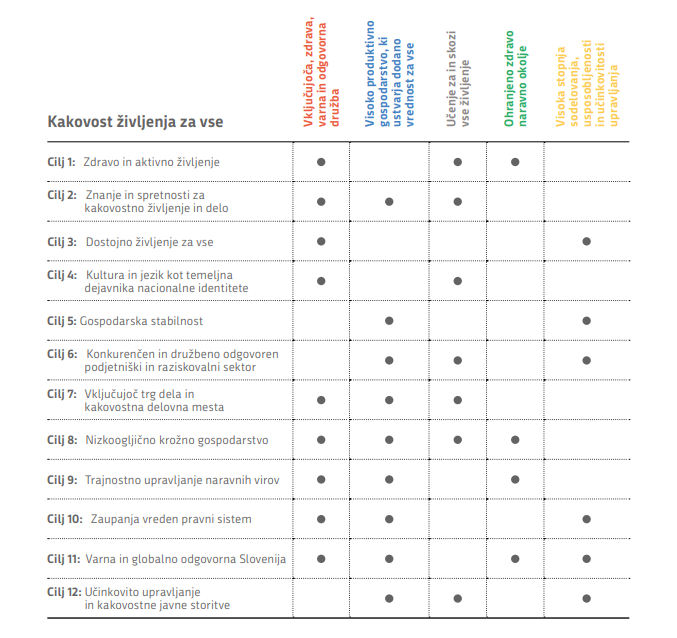 Kakovost življenja za vse
Vključujoča, zdrava,
varna in odgovorna
družba
Visoko produktivno
gospodarstvo, ki
ustvarja dodano
vrednost za vse
Učenje za in skozi
vse življenje
Ohranjeno zdravo
naravno okolje
Visoka stopnja
sodelovanja,
usposobljenosti
in učinkovitosti
upravljanja
Cilj 1: Zdravo in aktivno življenje
Cilj 2: Znanje in spretnosti za
kakovostno življenje in delo
Cilj 3: Dostojno življenje za vse
Cilj 4: Kultura in jezik kot temeljna
dejavnika nacionalne identitete
Cilj 5: Gospodarska stabilnost
Cilj 6: Konkurenčen in družbeno odgovoren
podjetniški in raziskovalni sektor
Cilj 7: Vključujoč trg dela in
kakovostna delovna mesta
Cilj 8: Nizkoogljično krožno gospodarstvo
Cilj 9: Trajnostno upravljanje naravnih virov
Cilj 10: Zaupanja vreden pravni sistem
Cilj 11: Varna in globalno odgovorna Slovenija
Cilj 12: Učinkovito upravljanje
in kakovostne javne storitve